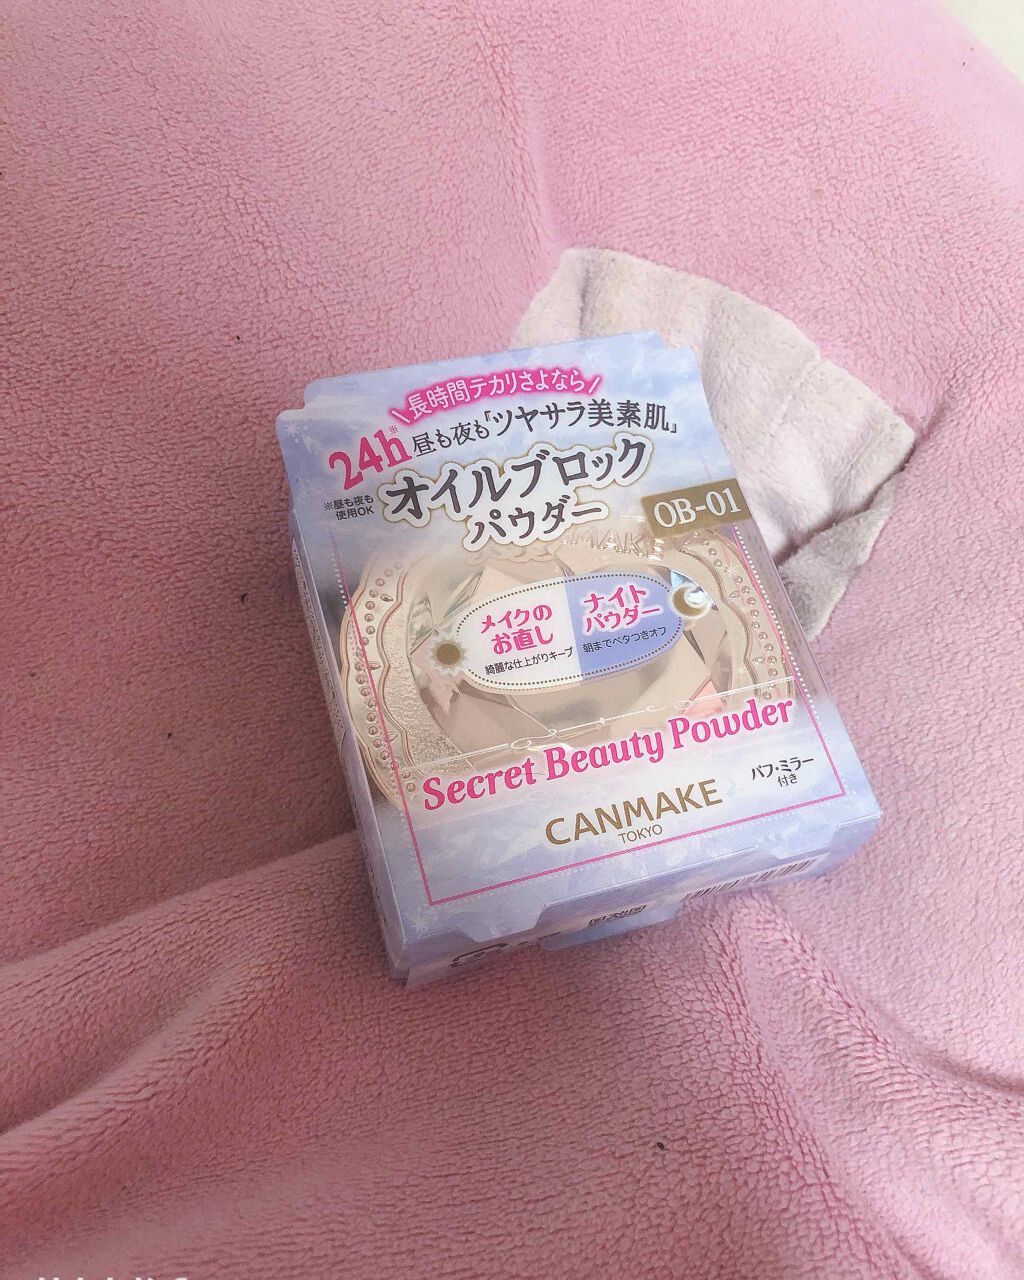 \長時間テカリさよなら/
24h※昼も夜も「ツヤサラ美素肌」
※昼も夜も
使用OK
オイルブロック
パウダー
OB-01
メイクの
お直し
綺麗な仕上がりキープ
ナイト
パウダー
朝までベタつきオフ
Secret Beauty Powder
パフ・ミラー
付き
CANMAKE
TOKYO